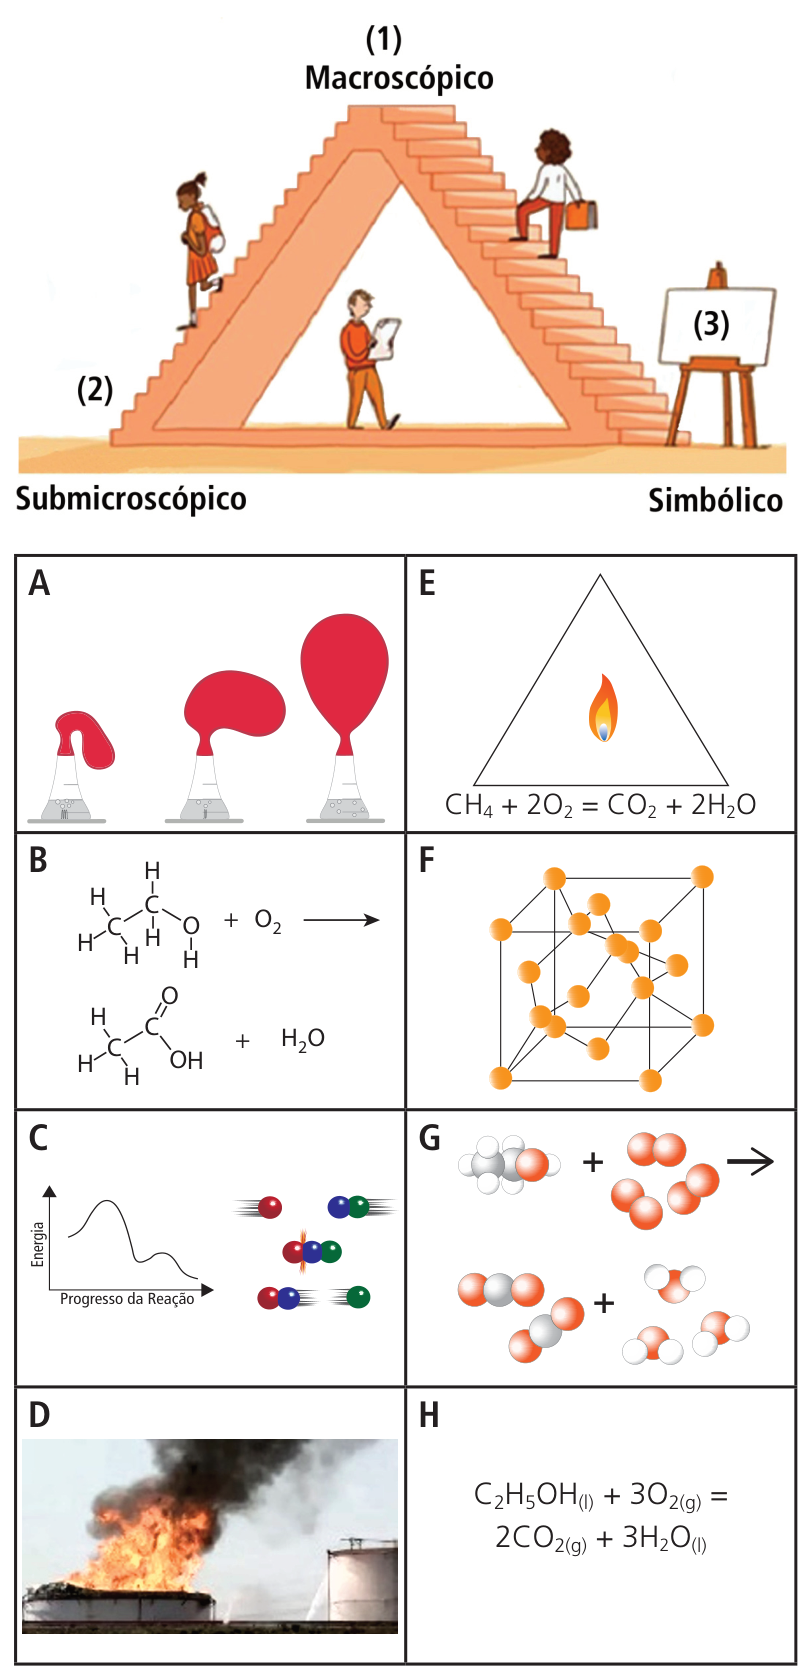 (1)
Macroscópico
(3)
(2)
Submicroscópico
Simbólico
A
E
CH₄ + 2O₂ = CO₂ + 2H₂O
B
H
H
C
C
O
H
H
H
H
+ O₂
O
H
C
C
H
H
OH
+ H₂O
F
C
Energia
Progresso da Reação
G
+
+
D
H
C₂H₅OH₍ₗ₎ + 3O₂₍g₎ =
2CO₂₍g₎ + 3H₂O₍ₗ₎